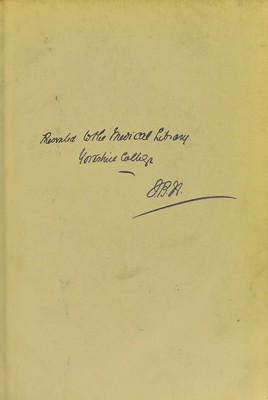 Presented to the Medical Library
Yorkshire College